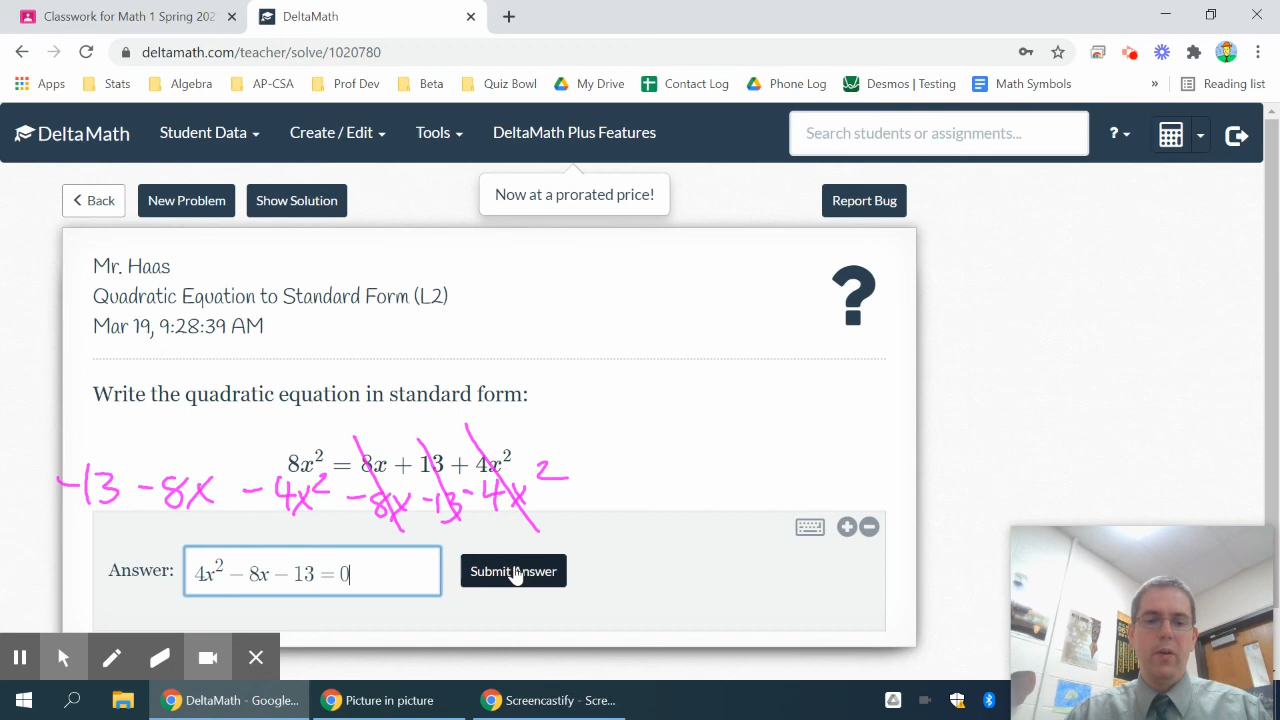 Classwork for Math 1 Spring 202
DeltaMath
deltamath.com/teacher/solve/1020780
Apps Stats Algebra AP-CSA Prof Dev Beta Quiz Bowl My Drive Contact Log Phone Log Desmos | Testing Math Symbols » Reading list
DeltaMath Student Data Create / Edit Tools DeltaMath Plus Features Search students or assignments... ?
Now at a prorated price!
Back New Problem Show Solution Report Bug
Mr. Haas
Quadratic Equation to Standard Form (L2)
Mar 19, 9:28:39 AM
?
Write the quadratic equation in standard form:
8x² = 8x + 13 + 4x²
-13 -8x -4x² -8x -13 -4x²
Answer: 4x² − 8x − 13 = 0 Submit Answer
DeltaMath - Google... Picture in picture Screencastify - Scre...